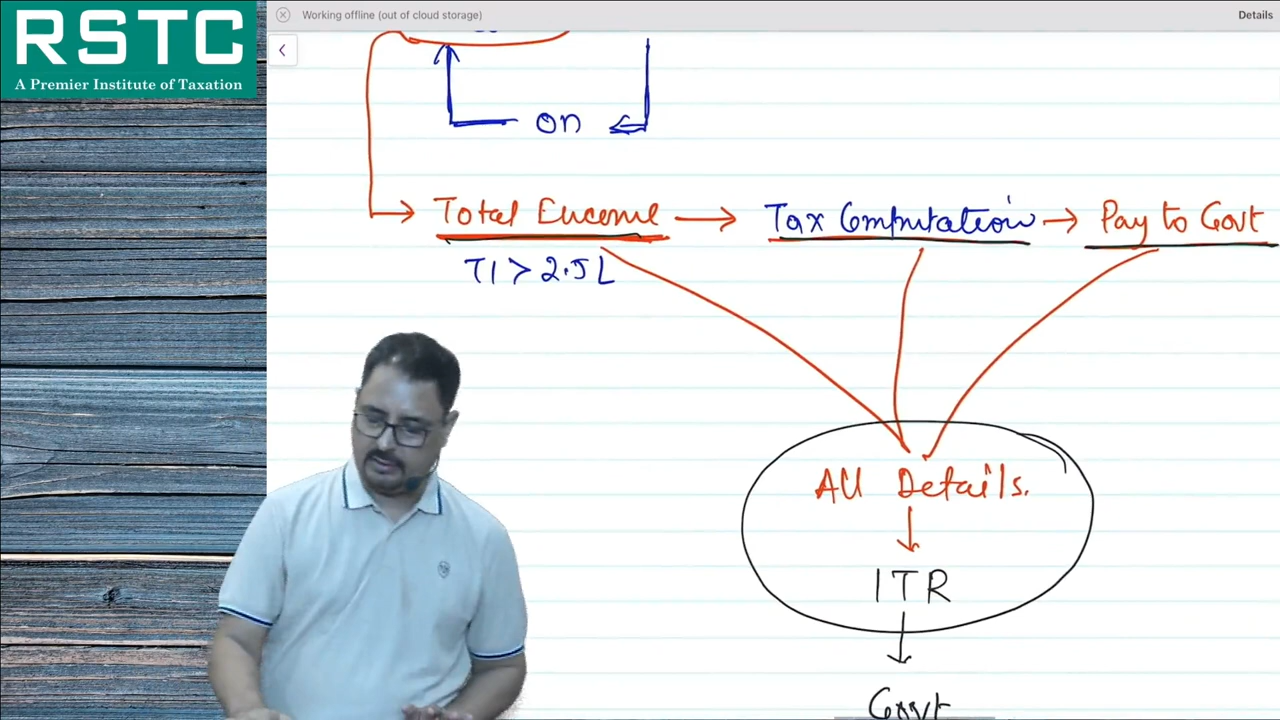 RSTC
A Premier Institute of Taxation
Working offline (out of cloud storage)
Details
on
Total Income → Tax Computation → Pay to Govt
TI > 2.5 L
All Details.
ITR
Govt